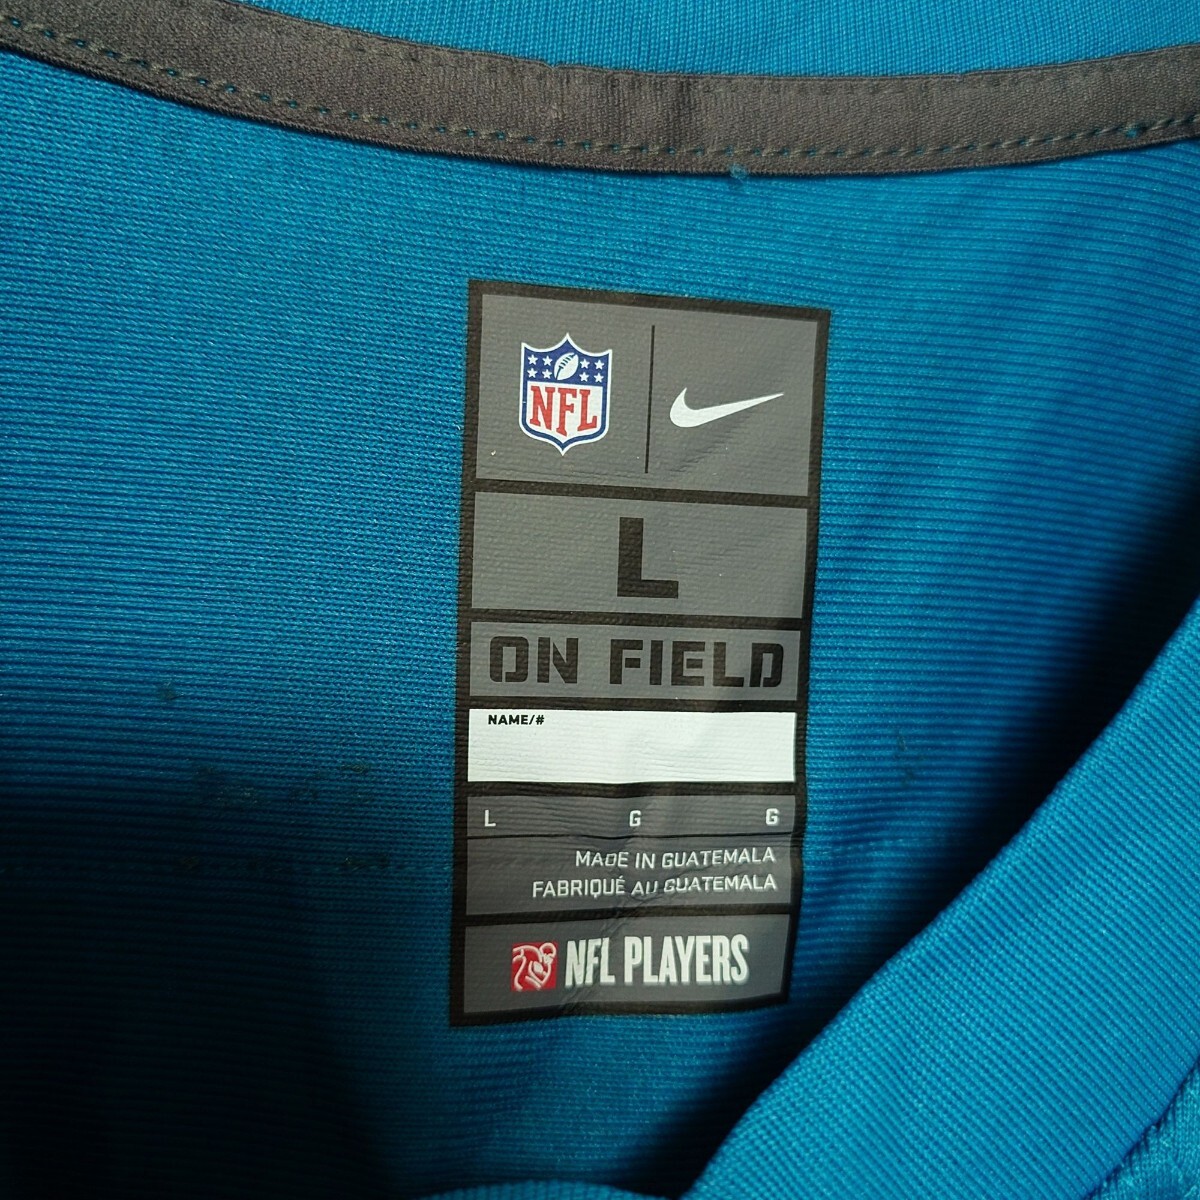 NFL
L
ON FIELD
NAME/#
L G G
MADE IN GUATEMALA
FABRIQUÉ AU GUATEMALA
NFL PLAYERS